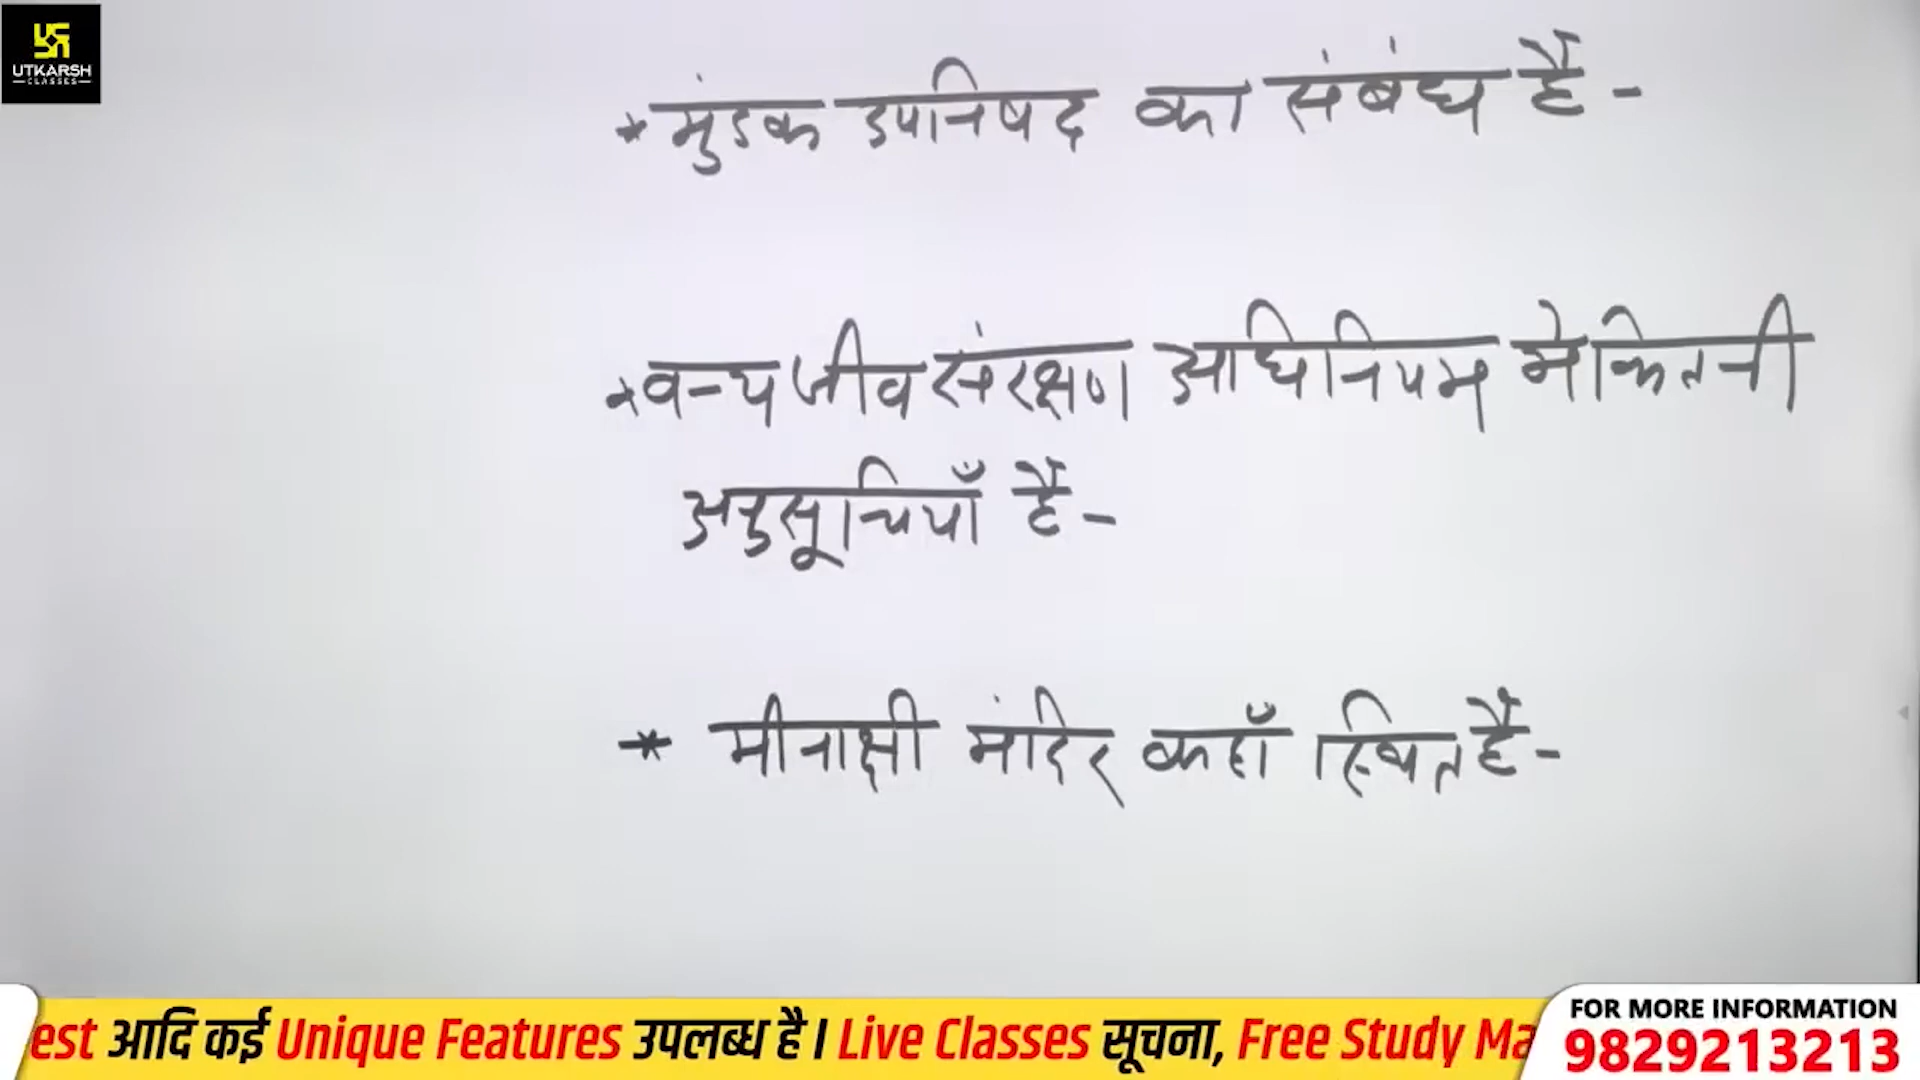 UTKARSH
CLASSES
* मुंडक उपनिषद का संबंध है -
* वन्य जीव संरक्षण अधिनियम मे कितनी
अनुसूचियाँ है -
* मीनाक्षी मंदिर कहाँ स्थित है -
est आदि कई Unique Features उपलब्ध है । Live Classes सूचना, Free Study Ma
FOR MORE INFORMATION
9829213213